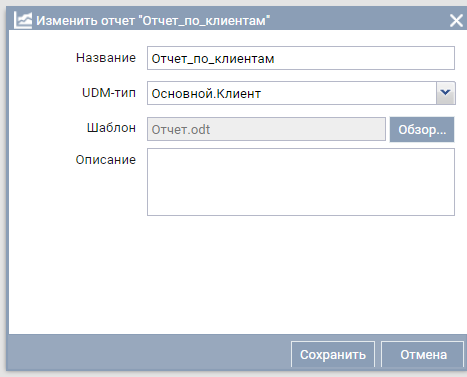 Изменить отчет "Отчет_по_клиентам"
Название Отчет_по_клиентам
UDM-тип Основной.Клиент
Шаблон Отчет.odt Обзор...
Описание
Сохранить Отмена